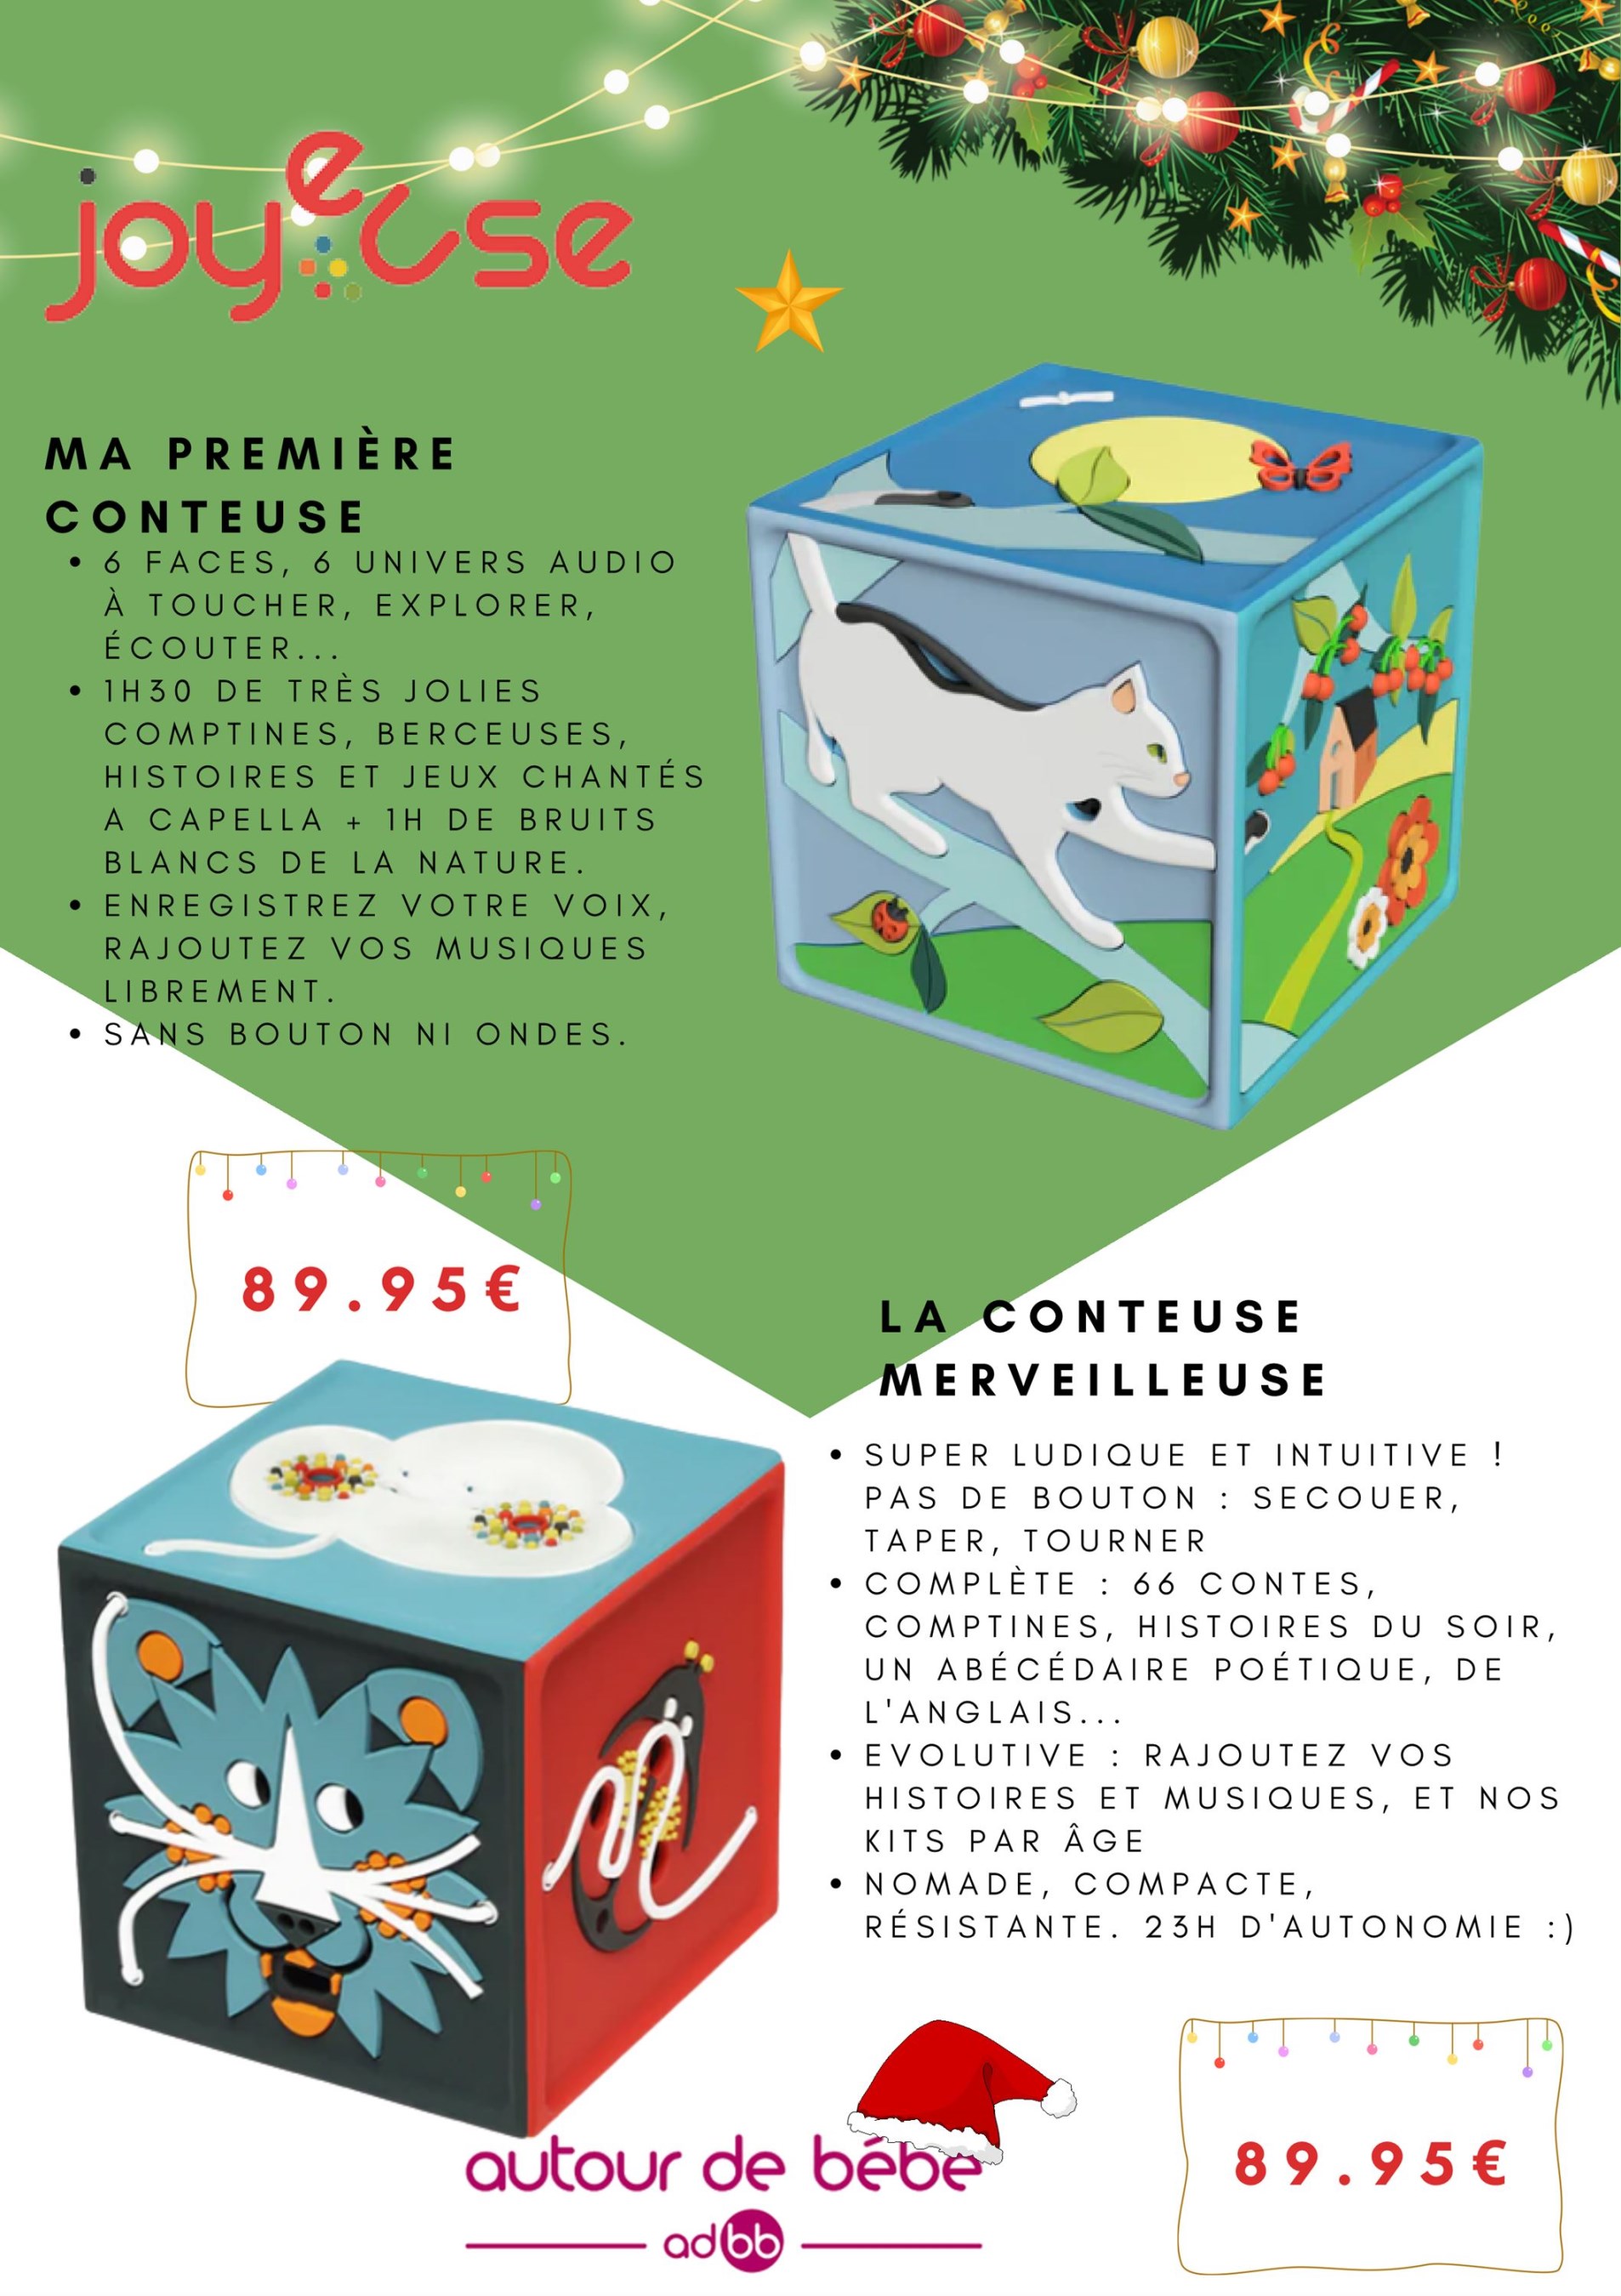 joyeuse
MA PREMIÈRE
CONTEUSE
• 6 FACES, 6 UNIVERS AUDIO
À TOUCHER, EXPLORER,
ÉCOUTER...
• 1H30 DE TRÈS JOLIES
COMPTINES, BERCEUSES,
HISTOIRES ET JEUX CHANTÉS
A CAPELLA + 1H DE BRUITS
BLANCS DE LA NATURE.
• ENREGISTREZ VOTRE VOIX,
RAJOUTEZ VOS MUSIQUES
LIBREMENT.
• SANS BOUTON NI ONDES.
89.95€
LA CONTEUSE
MERVEILLEUSE
• SUPER LUDIQUE ET INTUITIVE !
PAS DE BOUTON : SECOUER,
TAPER, TOURNER
• COMPLÈTE : 66 CONTES,
COMPTINES, HISTOIRES DU SOIR,
UN ABÉCÉDAIRE POÉTIQUE, DE
L'ANGLAIS...
• EVOLUTIVE : RAJOUTEZ VOS
HISTOIRES ET MUSIQUES, ET NOS
KITS PAR ÂGE
• NOMADE, COMPACTE,
RÉSISTANTE. 23H D'AUTONOMIE :)
autour de bébé
adbb
89.95€